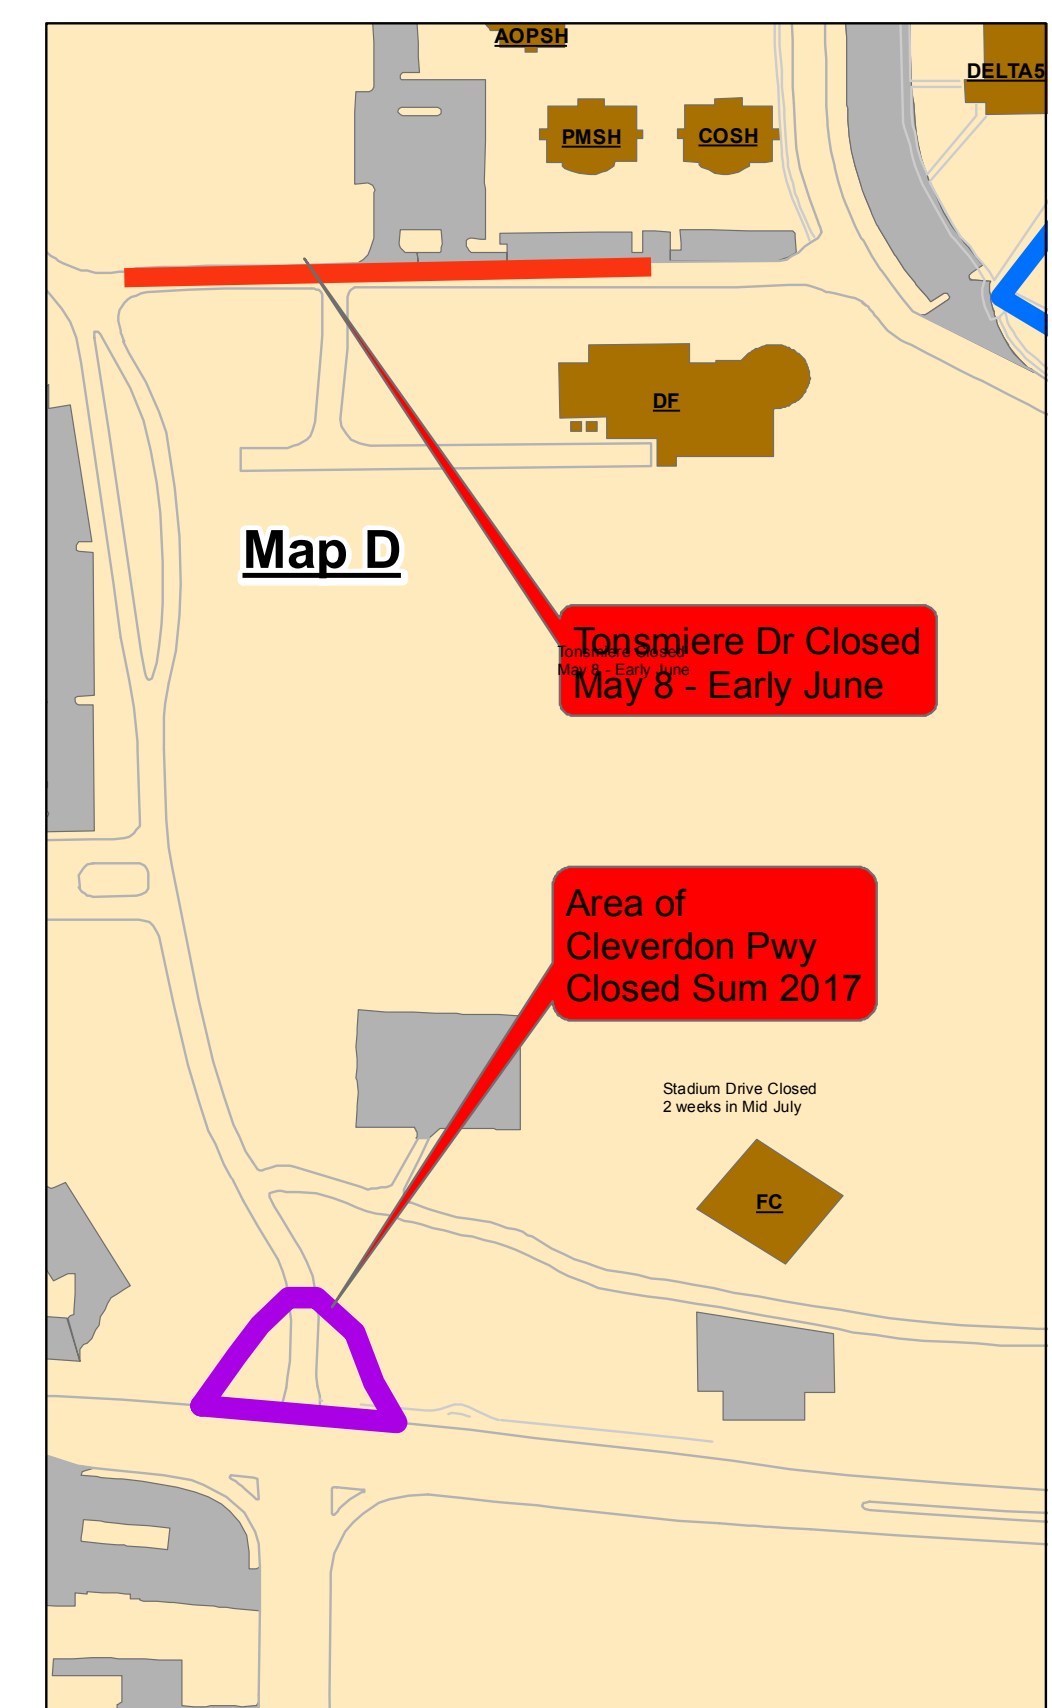 AOPSH
DELTA5
PMSH
COSH
DF
Map D
Tonsmiere Dr Closed
May 8 - Early June
Tonsmiere Closed
May 8 - Early June
Area of
Cleverdon Pwy
Closed Sum 2017
Stadium Drive Closed
2 weeks in Mid July
FC